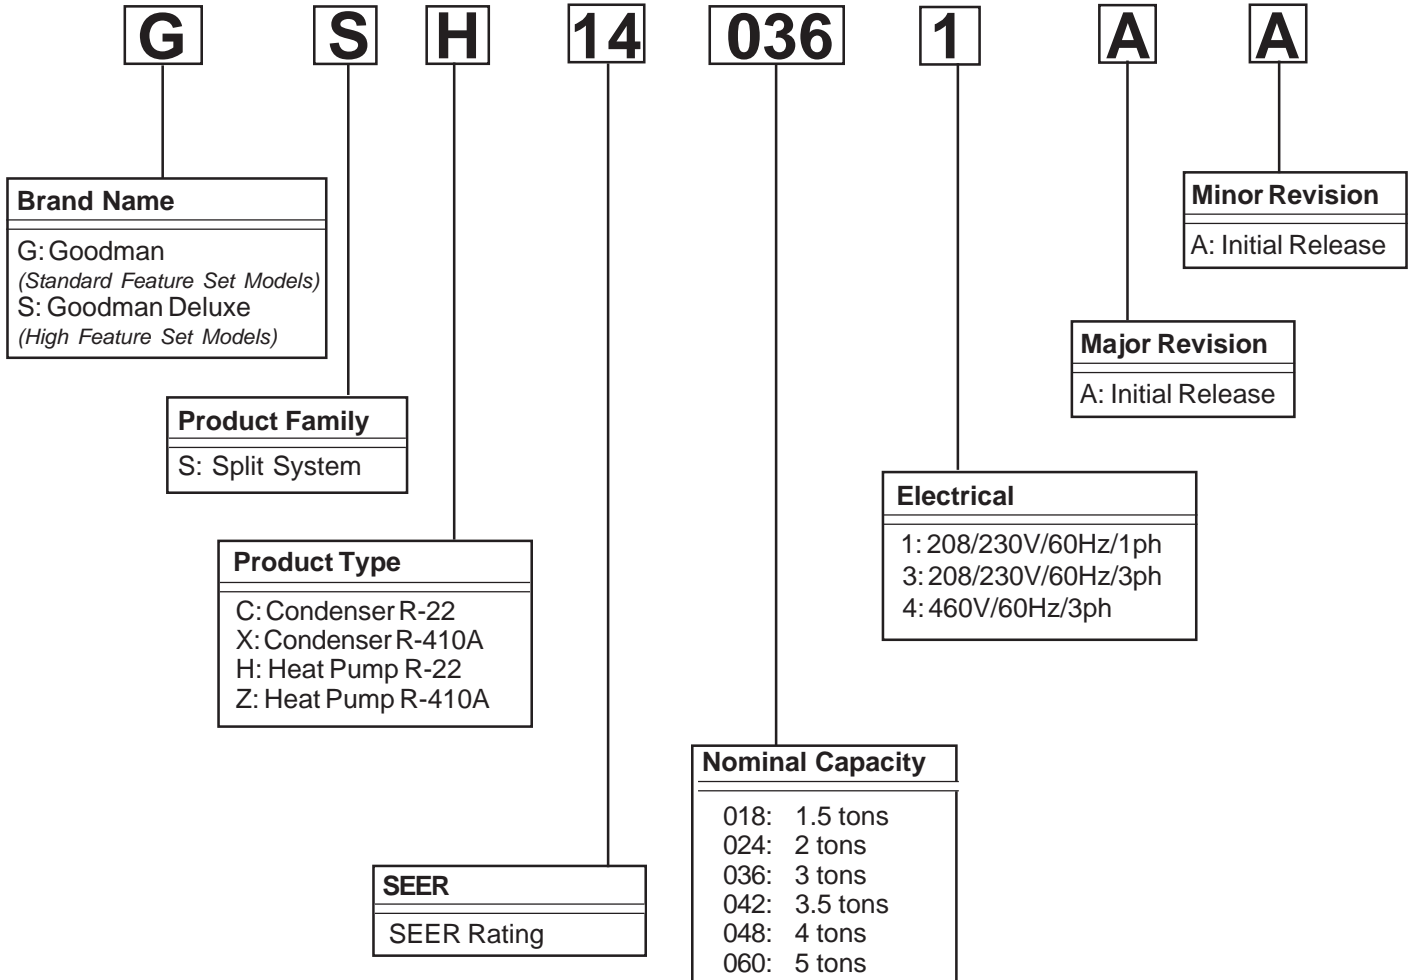 G S H 14 036 1 A A
Brand Name
G: Goodman
(Standard Feature Set Models)
S: Goodman Deluxe
(High Feature Set Models)
Product Family
S: Split System
Product Type
C: Condenser R-22
X: Condenser R-410A
H: Heat Pump R-22
Z: Heat Pump R-410A
SEER
SEER Rating
Nominal Capacity
018: 1.5 tons
024: 2 tons
036: 3 tons
042: 3.5 tons
048: 4 tons
060: 5 tons
Electrical
1: 208/230V/60Hz/1ph
3: 208/230V/60Hz/3ph
4: 460V/60Hz/3ph
Major Revision
A: Initial Release
Minor Revision
A: Initial Release